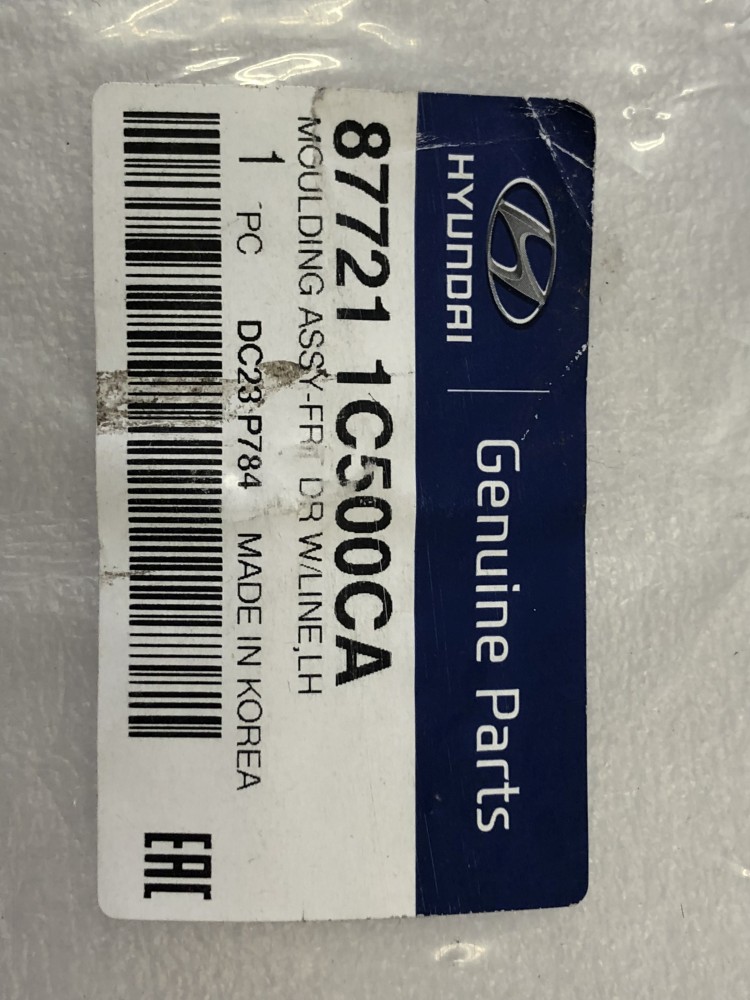 HYUNDAI | Genuine Parts
87721 1C500CA
MOULDING ASSY-FRT DR W/LINE,LH
1 PC DC23 P784 MADE IN KOREA
EAC